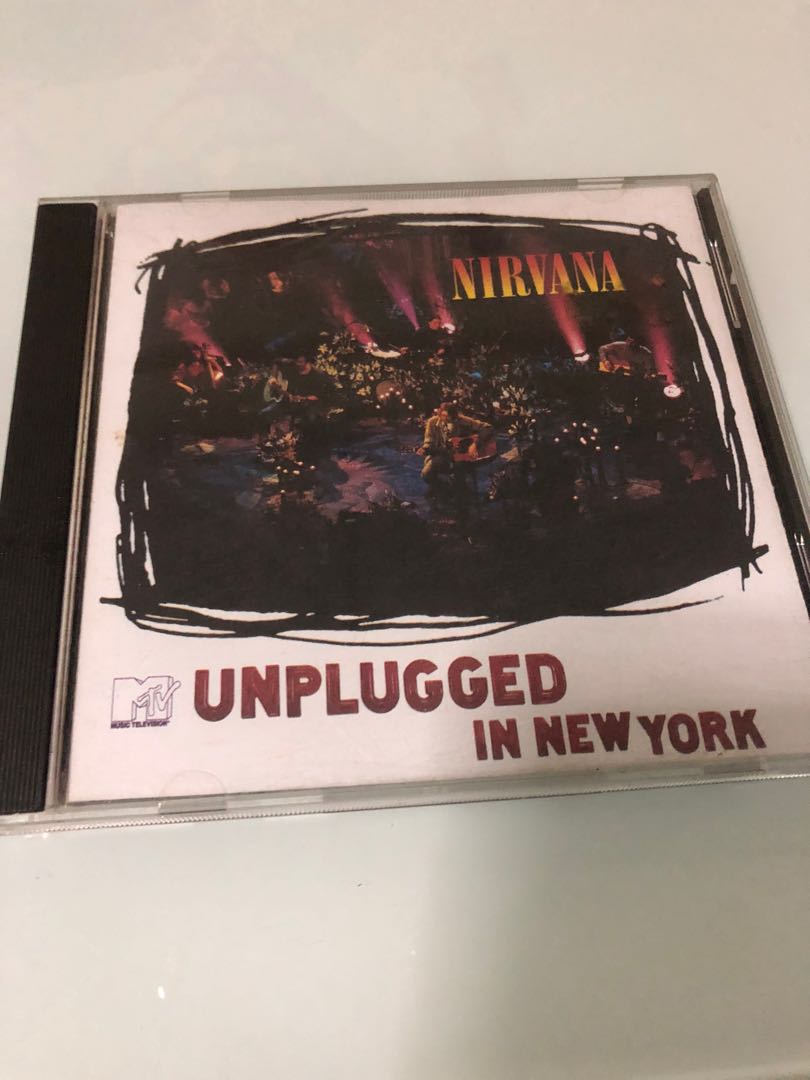 NIRVANA
MTV
MUSIC TELEVISION®
UNPLUGGED
IN NEW YORK